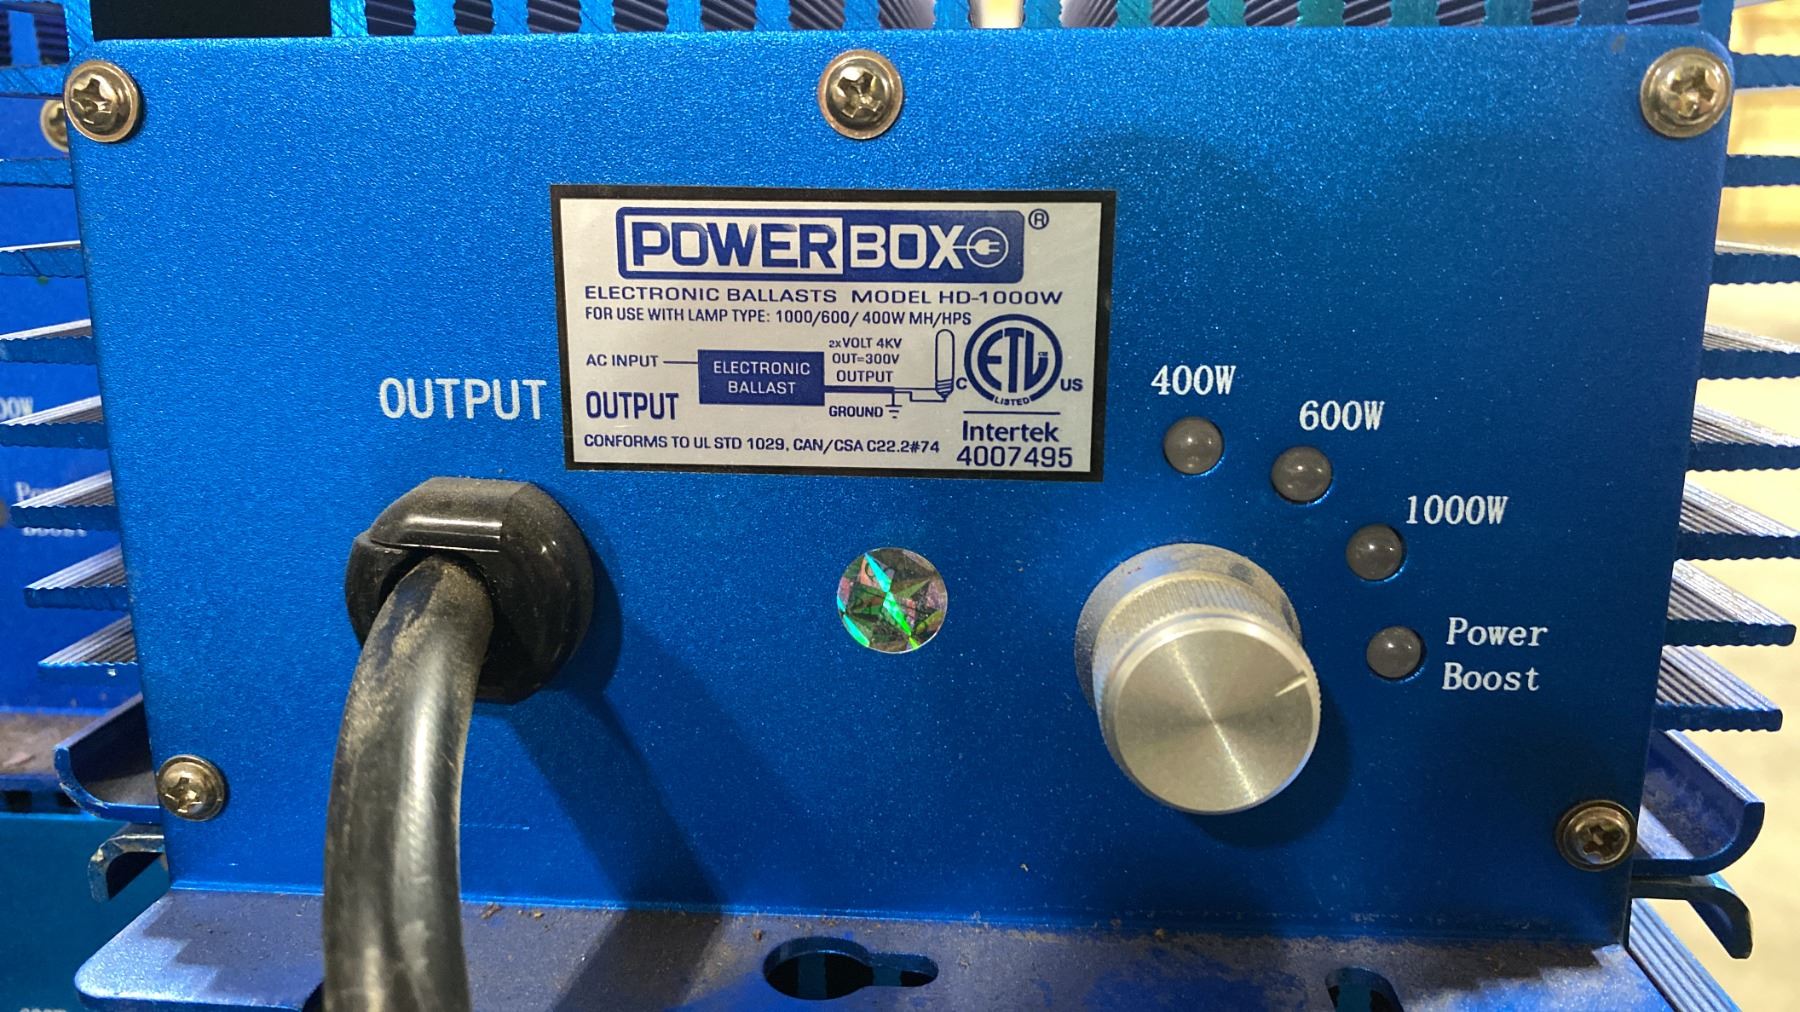 POWERBOX®
ELECTRONIC BALLASTS MODEL HD-1000W
FOR USE WITH LAMP TYPE: 1000/600/ 400W MH/HPS
AC INPUT
ELECTRONIC
BALLAST
2xVOLT 4KV
OUT=300V
OUTPUT
GROUND
OUTPUT
C ETL US
LISTED
Intertek
4007495
CONFORMS TO UL STD 1029, CAN/CSA C22.2#74
OUTPUT
400W
600W
1000W
Power
Boost